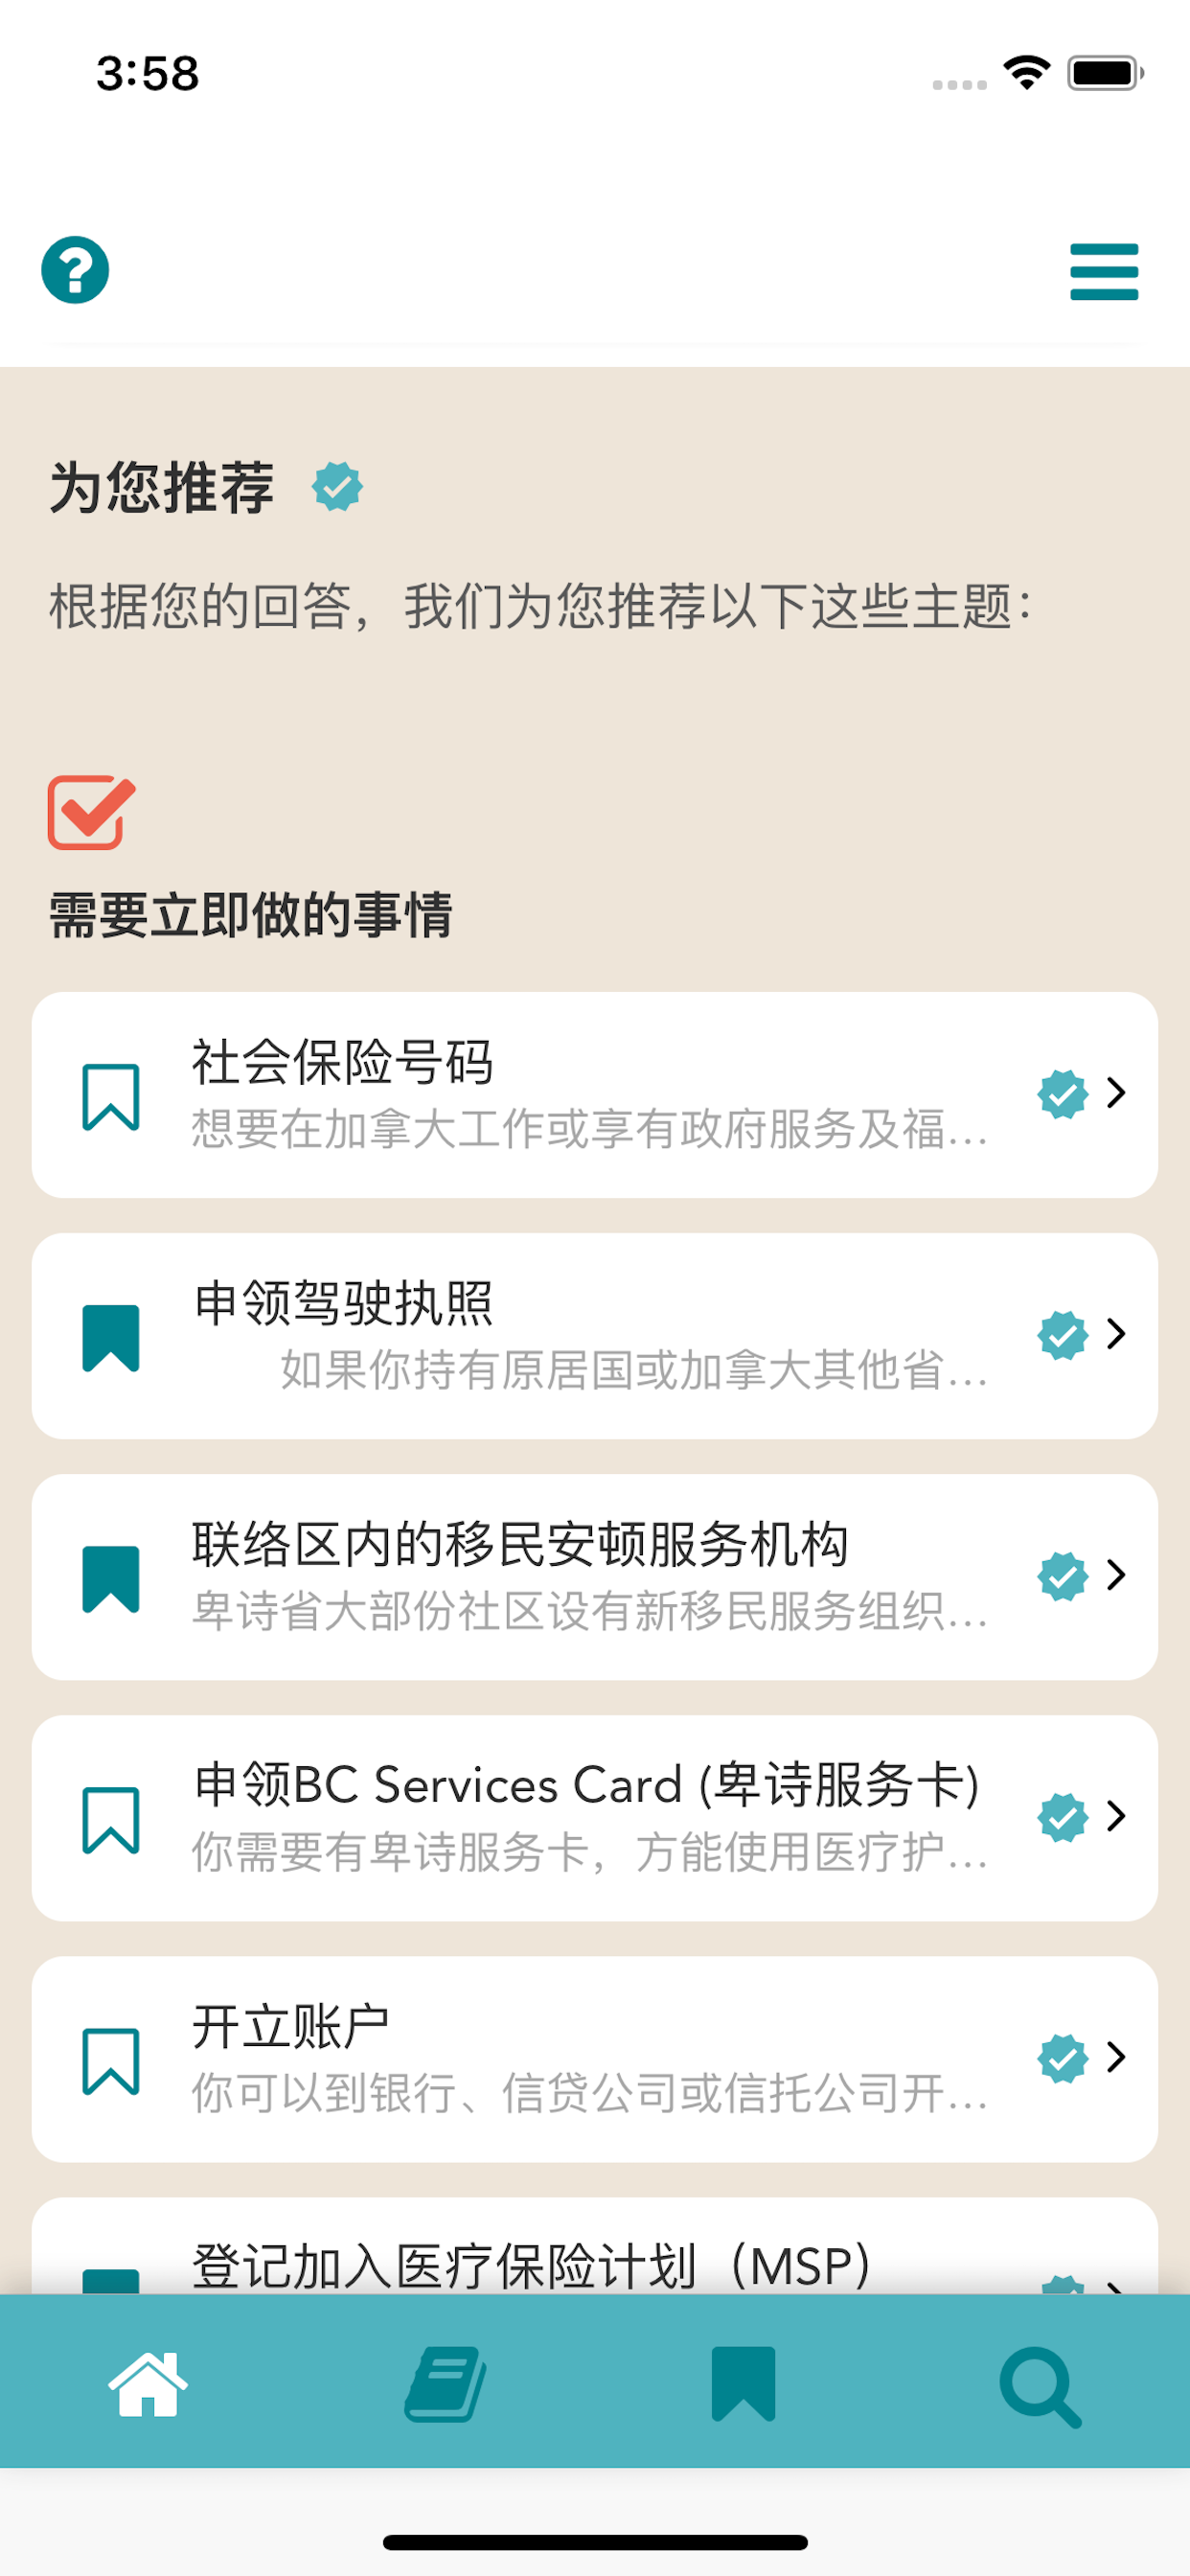 3:58
为您推荐
根据您的回答，我们为您推荐以下这些主题：
需要立即做的事情
社会保险号码
想要在加拿大工作或享有政府服务及福...
申领驾驶执照
如果你持有原居国或加拿大其他省...
联络区内的移民安顿服务机构
卑诗省大部份社区设有新移民服务组织...
申领BC Services Card (卑诗服务卡)
你需要有卑诗服务卡，方能使用医疗护...
开立账户
你可以到银行、信贷公司或信托公司开...
登记加入医疗保险计划（MSP）